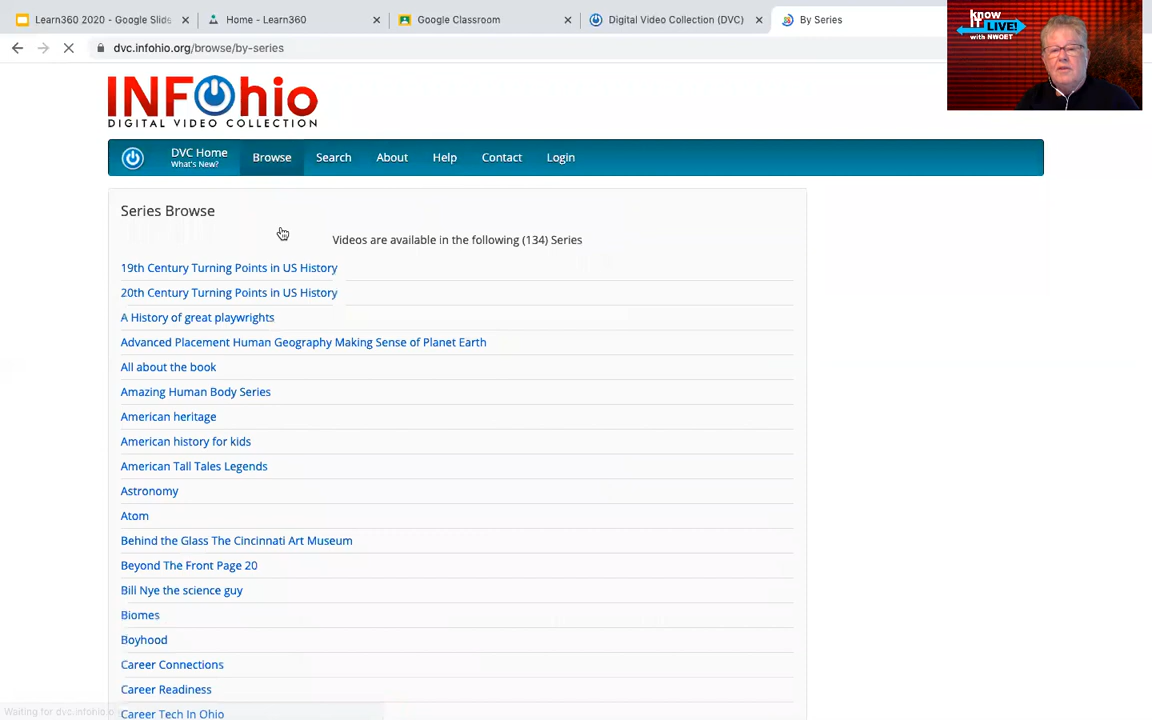 Learn360 2020 - Google Slide
Home - Learn360
Google Classroom
Digital Video Collection (DVC)
By Series
dvc.infohio.org/browse/by-series
know
iT LIVE!
with NWOET
INFOhio
DIGITAL VIDEO COLLECTION
DVC Home
What's New?
Browse
Search
About
Help
Contact
Login
Series Browse
Videos are available in the following (134) Series
19th Century Turning Points in US History
20th Century Turning Points in US History
A History of great playwrights
Advanced Placement Human Geography Making Sense of Planet Earth
All about the book
Amazing Human Body Series
American heritage
American history for kids
American Tall Tales Legends
Astronomy
Atom
Behind the Glass The Cincinnati Art Museum
Beyond The Front Page 20
Bill Nye the science guy
Biomes
Boyhood
Career Connections
Career Readiness
Career Tech In Ohio
Waiting for dvc.infohio.o